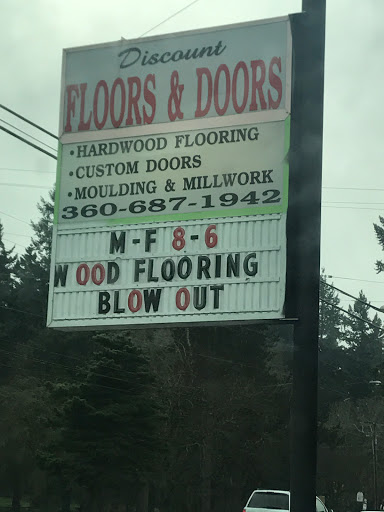 Discount
FLOORS & DOORS
• HARDWOOD FLOORING
• CUSTOM DOORS
• MOULDING & MILLWORK
360-687-1942
M-F 8-6
WOOD FLOORING
BLOW OUT